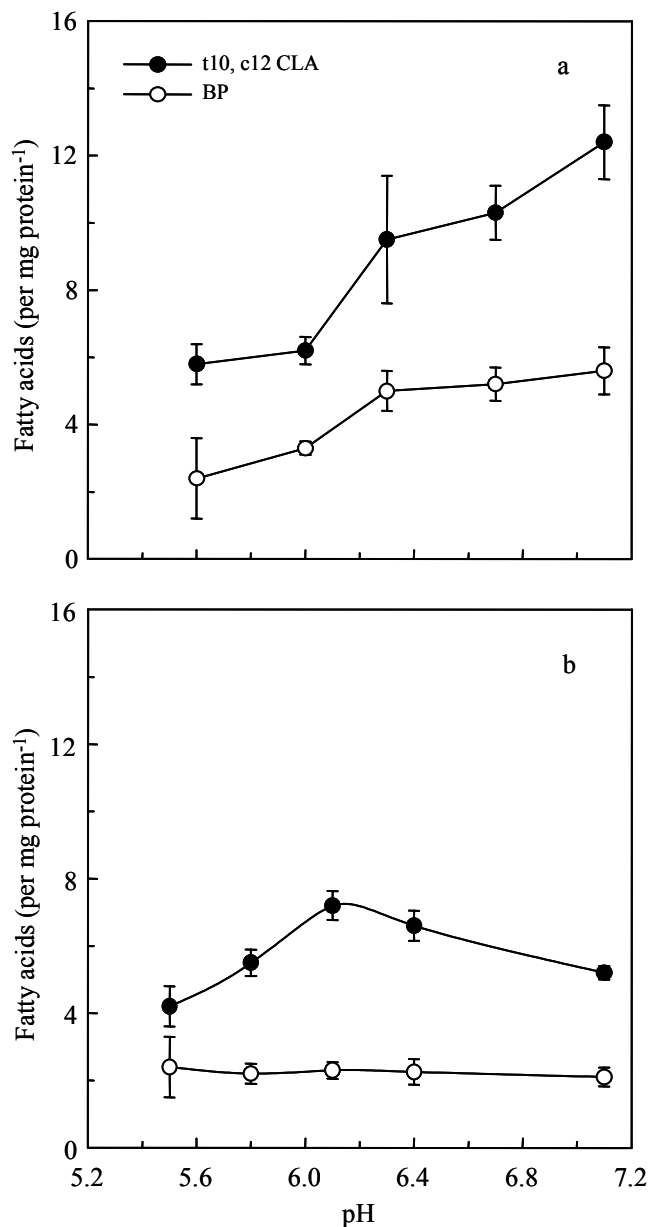 16
t10, c12 CLA
a
BP
12
8
4
0
Fatty acids (per mg protein-1)
16
b
12
8
4
0
Fatty acids (per mg protein-1)
5.2 5.6 6.0 6.4 6.8 7.2
pH